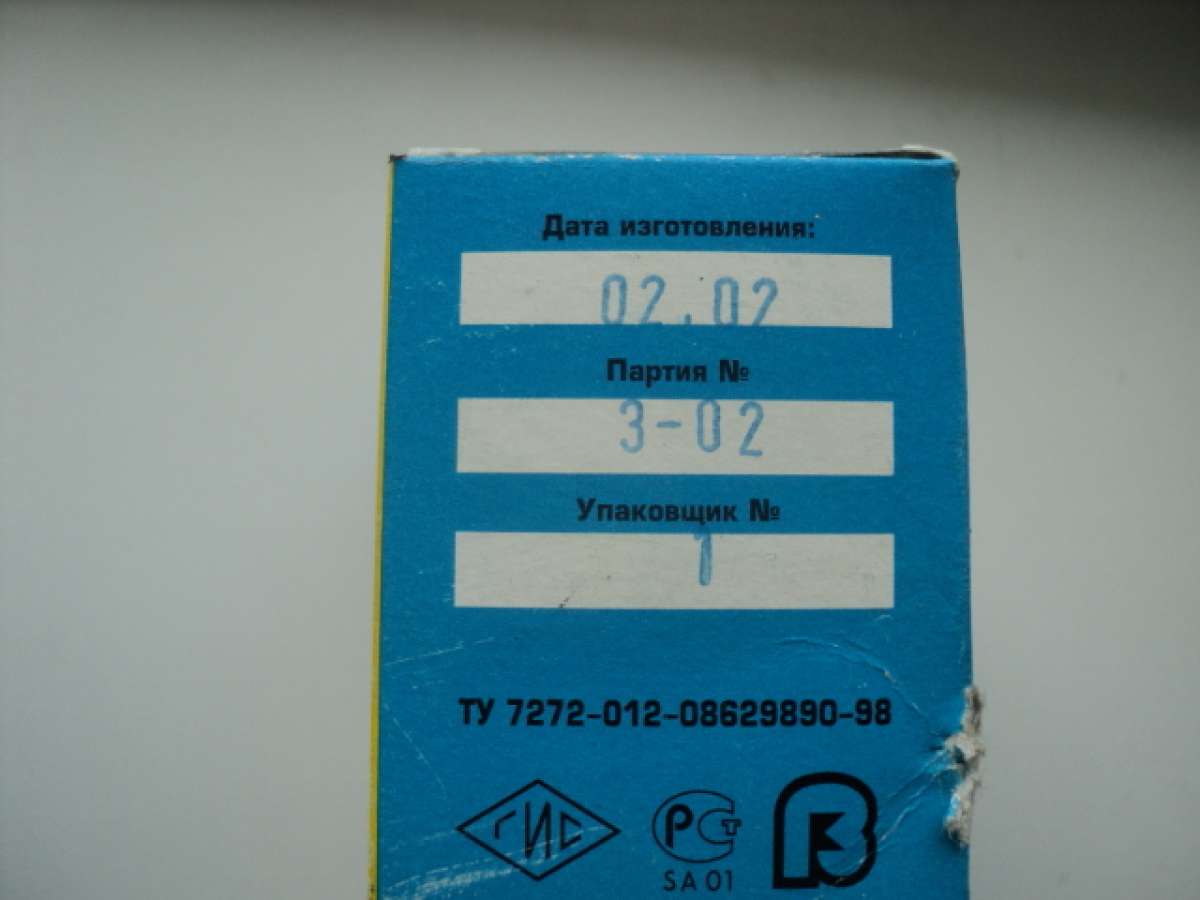 Дата изготовления:
02.02
Партия №
3-02
Упаковщик №
1
ТУ 7272-012-08629890-98
ГИС
РСТ
SA 01